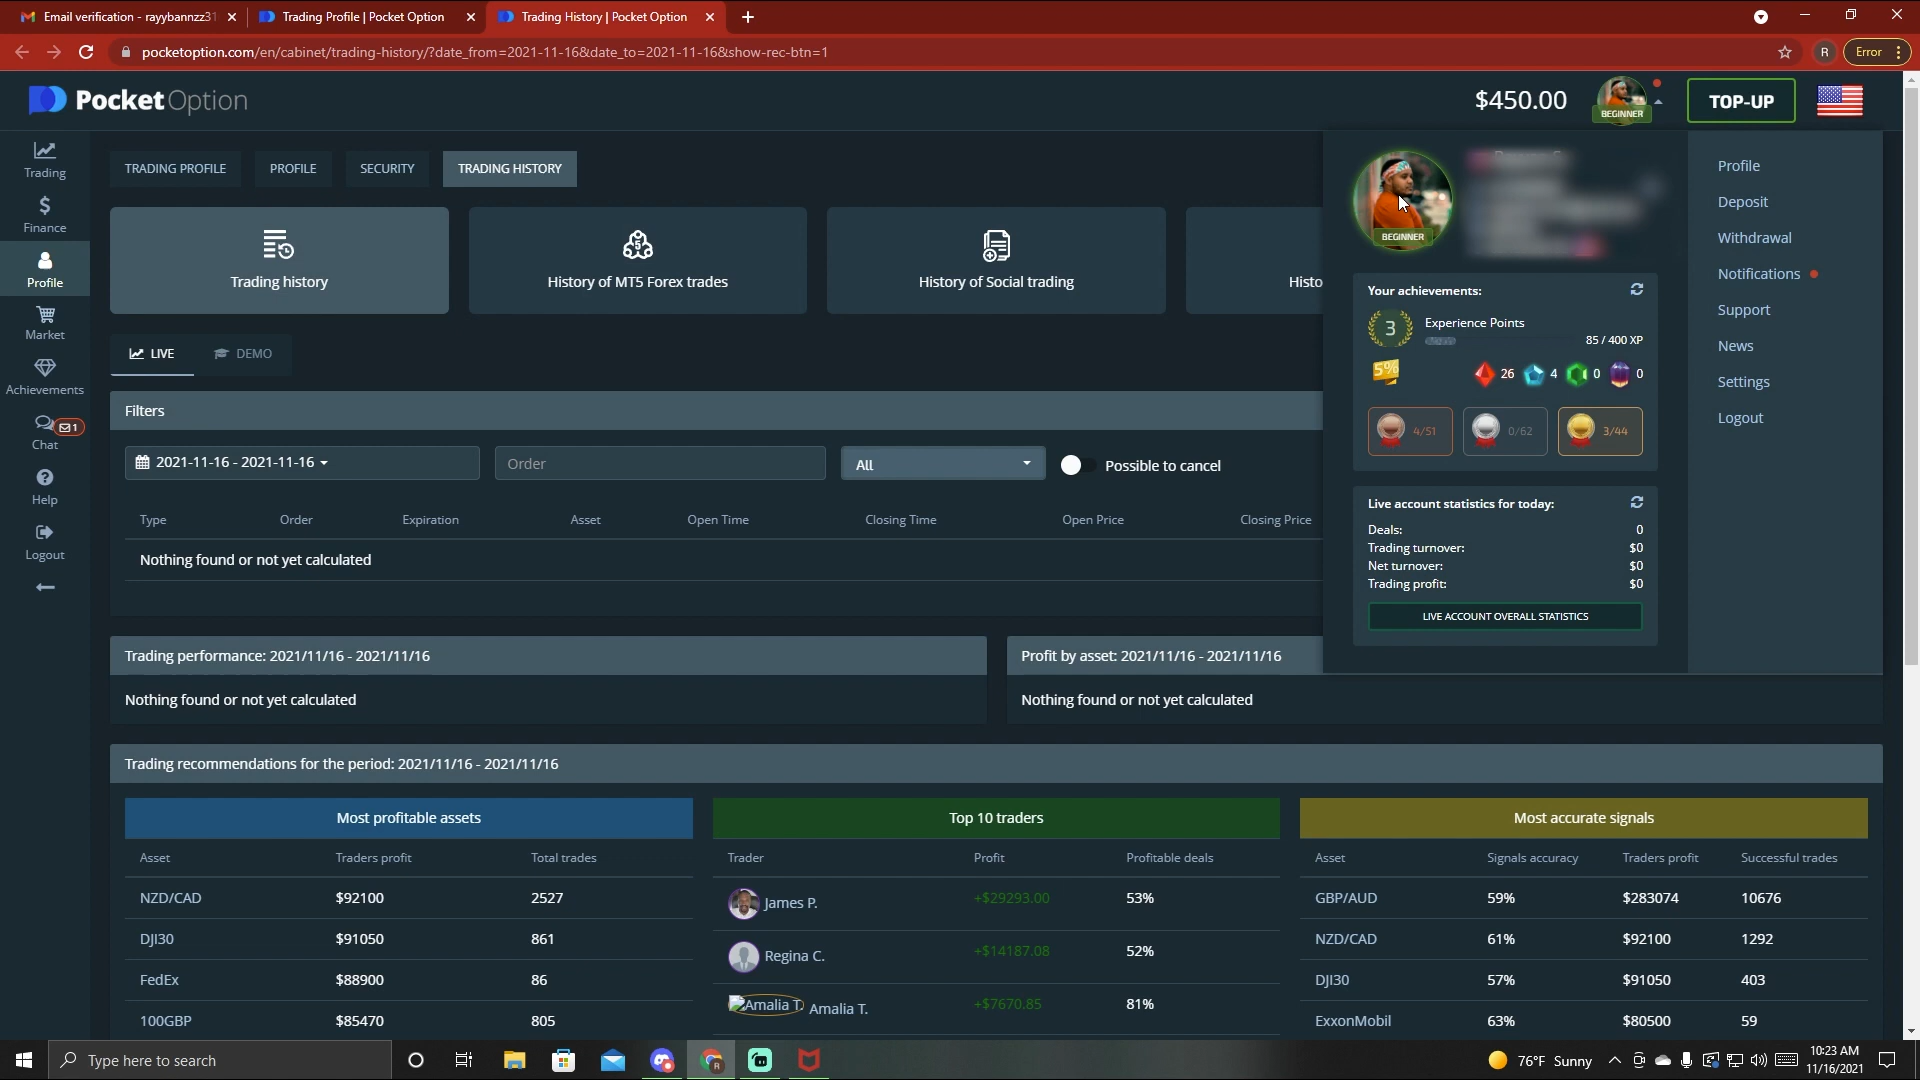 Email verification - rayybannzz31
Trading Profile | Pocket Option
Trading History | Pocket Option
pocketoption.com/en/cabinet/trading-history/?date_from=2021-11-16&date_to=2021-11-16&show-rec-btn=1
R
Error
PocketOption
$450.00
BEGINNER
TOP-UP
Trading
Finance
Profile
Market
Achievements
1
Chat
Help
Logout
TRADING PROFILE
PROFILE
SECURITY
TRADING HISTORY
Trading history
History of MT5 Forex trades
History of Social trading
Histo
LIVE
DEMO
Filters
2021-11-16 - 2021-11-16
Order
All
Possible to cancel
Type Order Expiration Asset Open Time Closing Time Open Price Closing Price
Nothing found or not yet calculated
BEGINNER
Your achievements:
3
Experience Points
85 / 400 XP
5%
26 4 0 0
4/51 0/62 3/44
Live account statistics for today:
Deals: 0
Trading turnover: $0
Net turnover: $0
Trading profit: $0
LIVE ACCOUNT OVERALL STATISTICS
Profile
Deposit
Withdrawal
Notifications
Support
News
Settings
Logout
Trading performance: 2021/11/16 - 2021/11/16
Nothing found or not yet calculated
Profit by asset: 2021/11/16 - 2021/11/16
Nothing found or not yet calculated
Trading recommendations for the period: 2021/11/16 - 2021/11/16
Most profitable assets
Asset Traders profit Total trades
NZD/CAD $92100 2527
DJI30 $91050 861
FedEx $88900 86
100GBP $85470 805
Top 10 traders
Trader Profit Profitable deals
James P. +$29293.00 53%
Regina C. +$14187.08 52%
Amalia T. Amalia T. +$7670.85 81%
Most accurate signals
Asset Signals accuracy Traders profit Successful trades
GBP/AUD 59% $283074 10676
NZD/CAD 61% $92100 1292
DJI30 57% $91050 403
ExxonMobil 63% $80500 59
Type here to search
R
76°F Sunny
10:23 AM
11/16/2021